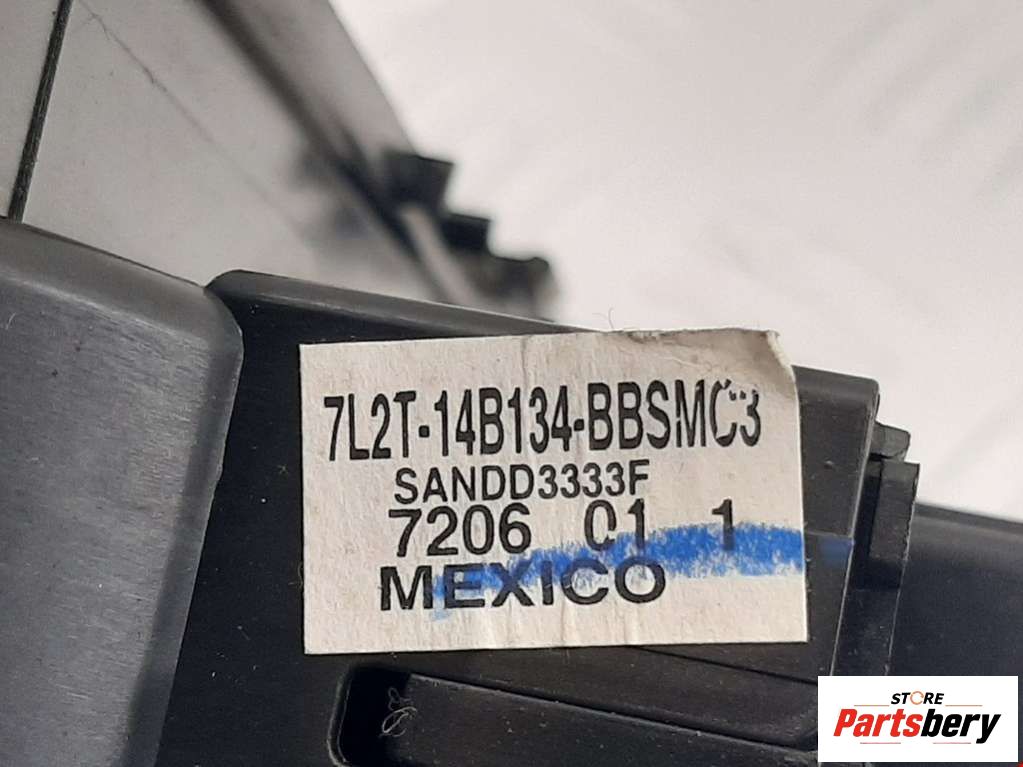 7L2T-14B134-BBSMC3
SANDD3333F
7206 01 1
MEXICO
STORE
Partsbery